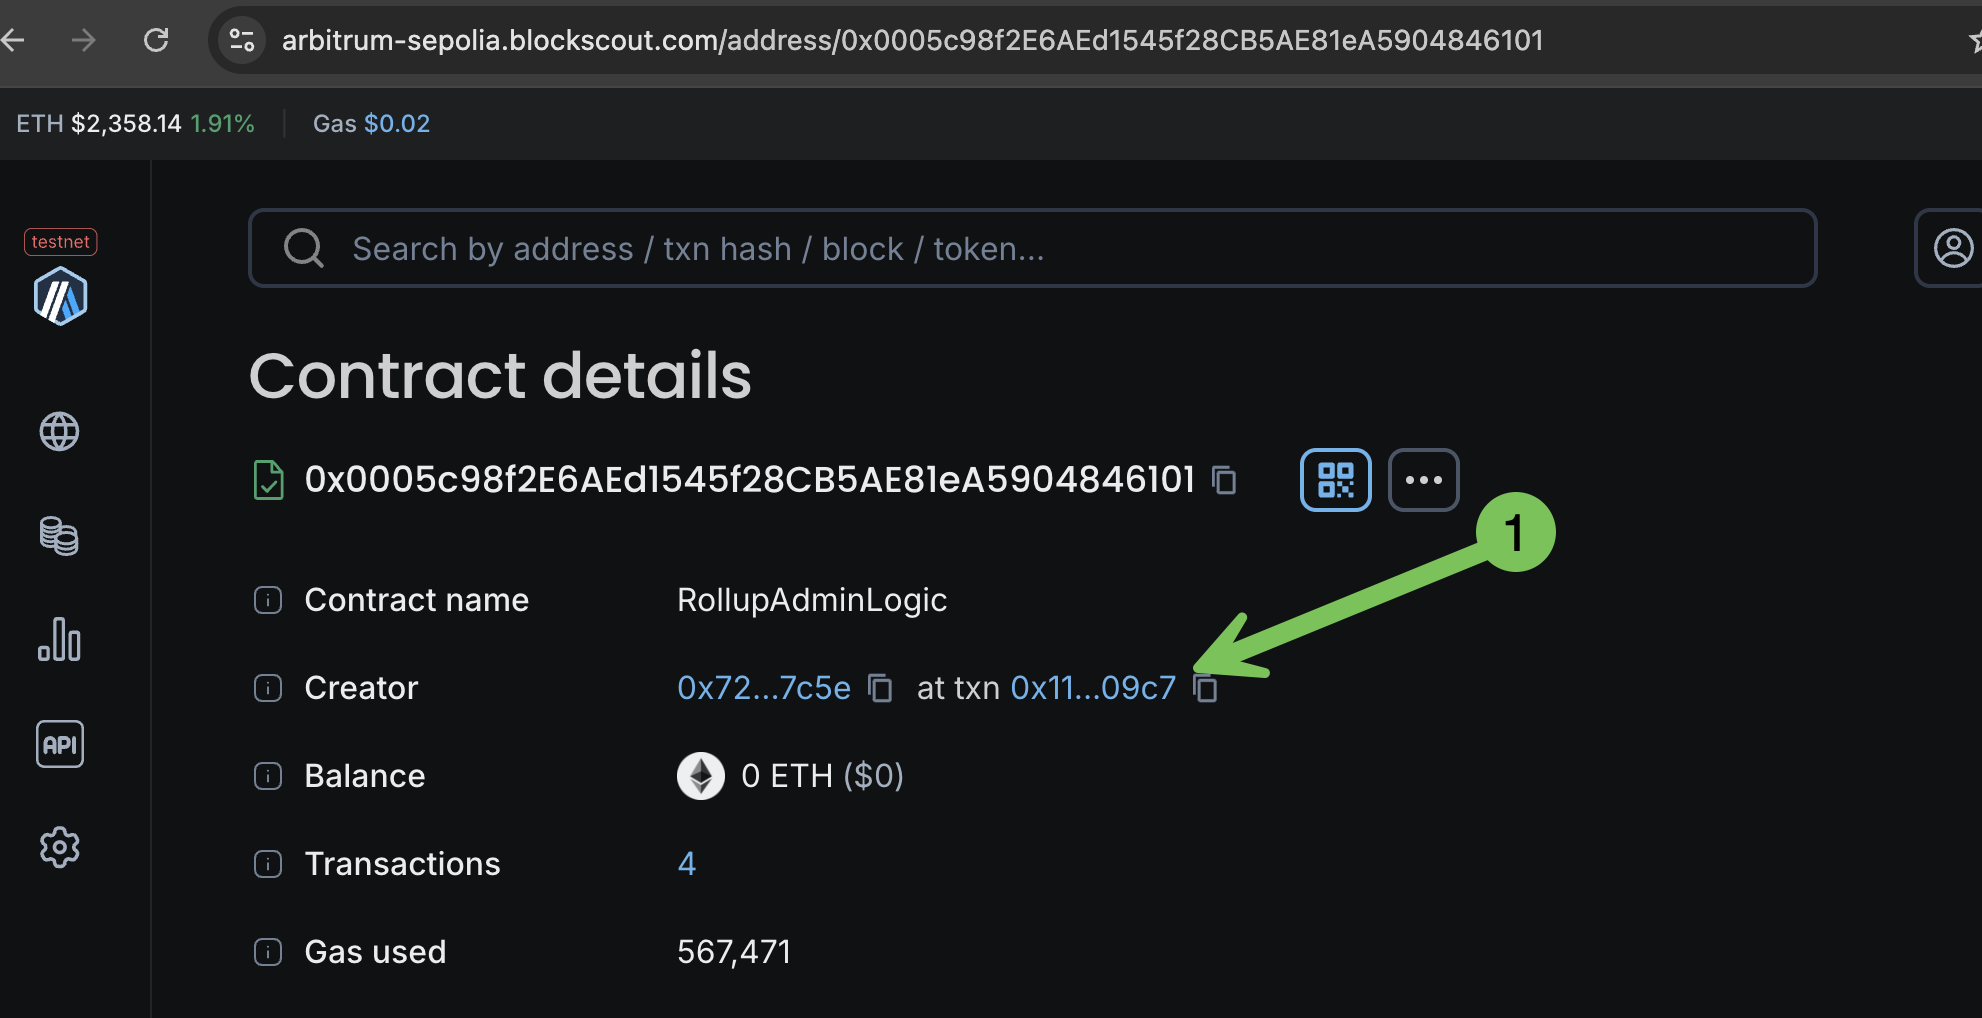 arbitrum-sepolia.blockscout.com/address/0x0005c98f2E6AEd1545f28CB5AE81eA5904846101
ETH $2,358.14 1.91% Gas $0.02
testnet
Search by address / txn hash / block / token...
Contract details
0x0005c98f2E6AEd1545f28CB5AE81eA5904846101
1
Contract name RollupAdminLogic
Creator 0x72...7c5e at txn 0x11...09c7
API
Balance 0 ETH ($0)
Transactions 4
Gas used 567,471